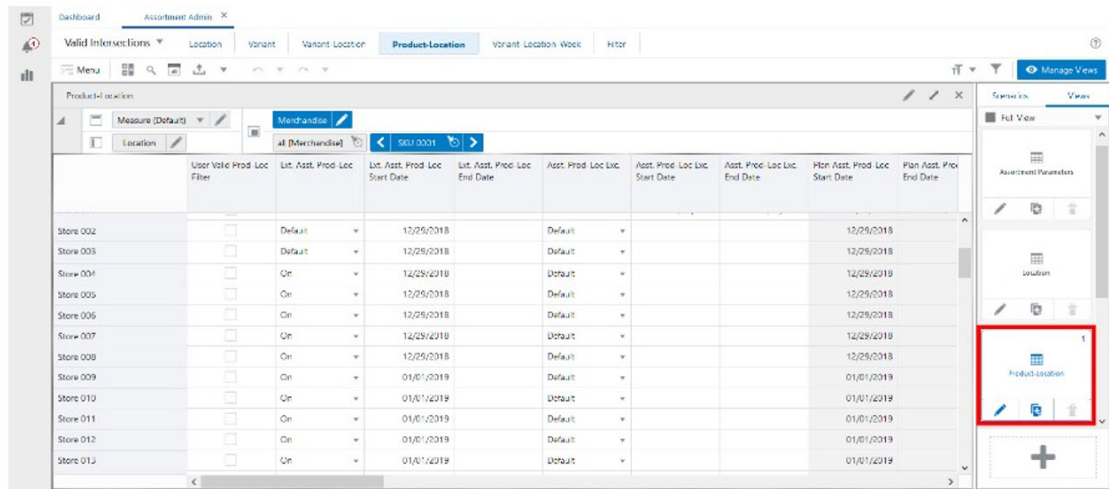 Dashboard Assortment Admin ×
Valid Intersections Location Variant Variant-Location Product-Location Variant-Location-Week Filter
Menu Manage Views
Product-Location Scenarios Views
Measure (Default) Merchandise Full View
Location all [Merchandise] SKU 0001
User Valid Prod-Loc Filter Ext. Asst. Prod-Loc Ext. Asst. Prod-Loc Start Date Ext. Asst. Prod-Loc End Date Asst. Prod-Loc Exc. Asst. Prod-Loc Exc. Start Date Asst. Prod-Loc Exc. End Date Plan Asst. Prod-Loc Start Date Plan Asst. End Date
Store 002 Default 12/29/2018 Default 12/29/2018
Store 003 Default 12/29/2018 Default 12/29/2018
Store 004 On 12/29/2018 Default 12/29/2018
Store 005 On 12/29/2018 Default 12/29/2018
Store 006 On 12/29/2018 Default 12/29/2018
Store 007 On 12/29/2018 Default 12/29/2018
Store 008 On 12/29/2018 Default 12/29/2018
Store 009 On 01/01/2019 Default 01/01/2019
Store 010 On 01/01/2019 Default 01/01/2019
Store 011 On 01/01/2019 Default 01/01/2019
Store 012 On 01/01/2019 Default 01/01/2019
Store 013 On 01/01/2019 Default 01/01/2019
Assortment Parameters
Location
1
Product-Location